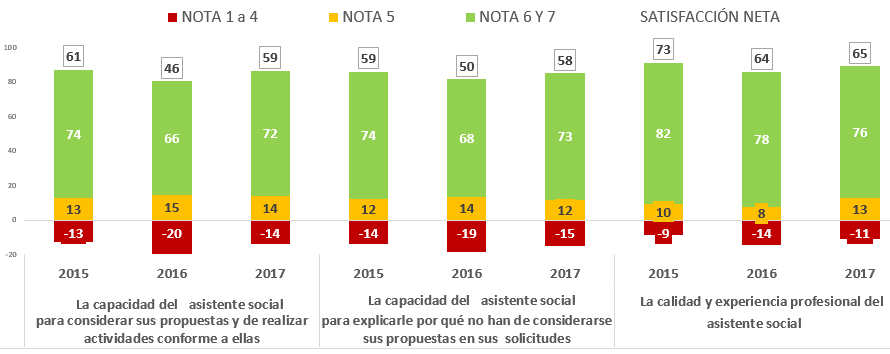 NOTA 1 a 4 NOTA 5 NOTA 6 Y 7 SATISFACCIÓN NETA
61 46 59 59 50 58 73 64 65
100
80
60
40
20
0
-20
74 66 72 74 68 73 82 78 76
13 15 14 12 14 12 10 8 13
-13 -20 -14 -14 -19 -15 -9 -14 -11
2015 2016 2017 2015 2016 2017 2015 2016 2017
La capacidad del asistente social
para considerar sus propuestas y de realizar
actividades conforme a ellas
La capacidad del asistente social
para explicarle por qué no han de considerarse
sus propuestas en sus solicitudes
La calidad y experiencia profesional del
asistente social